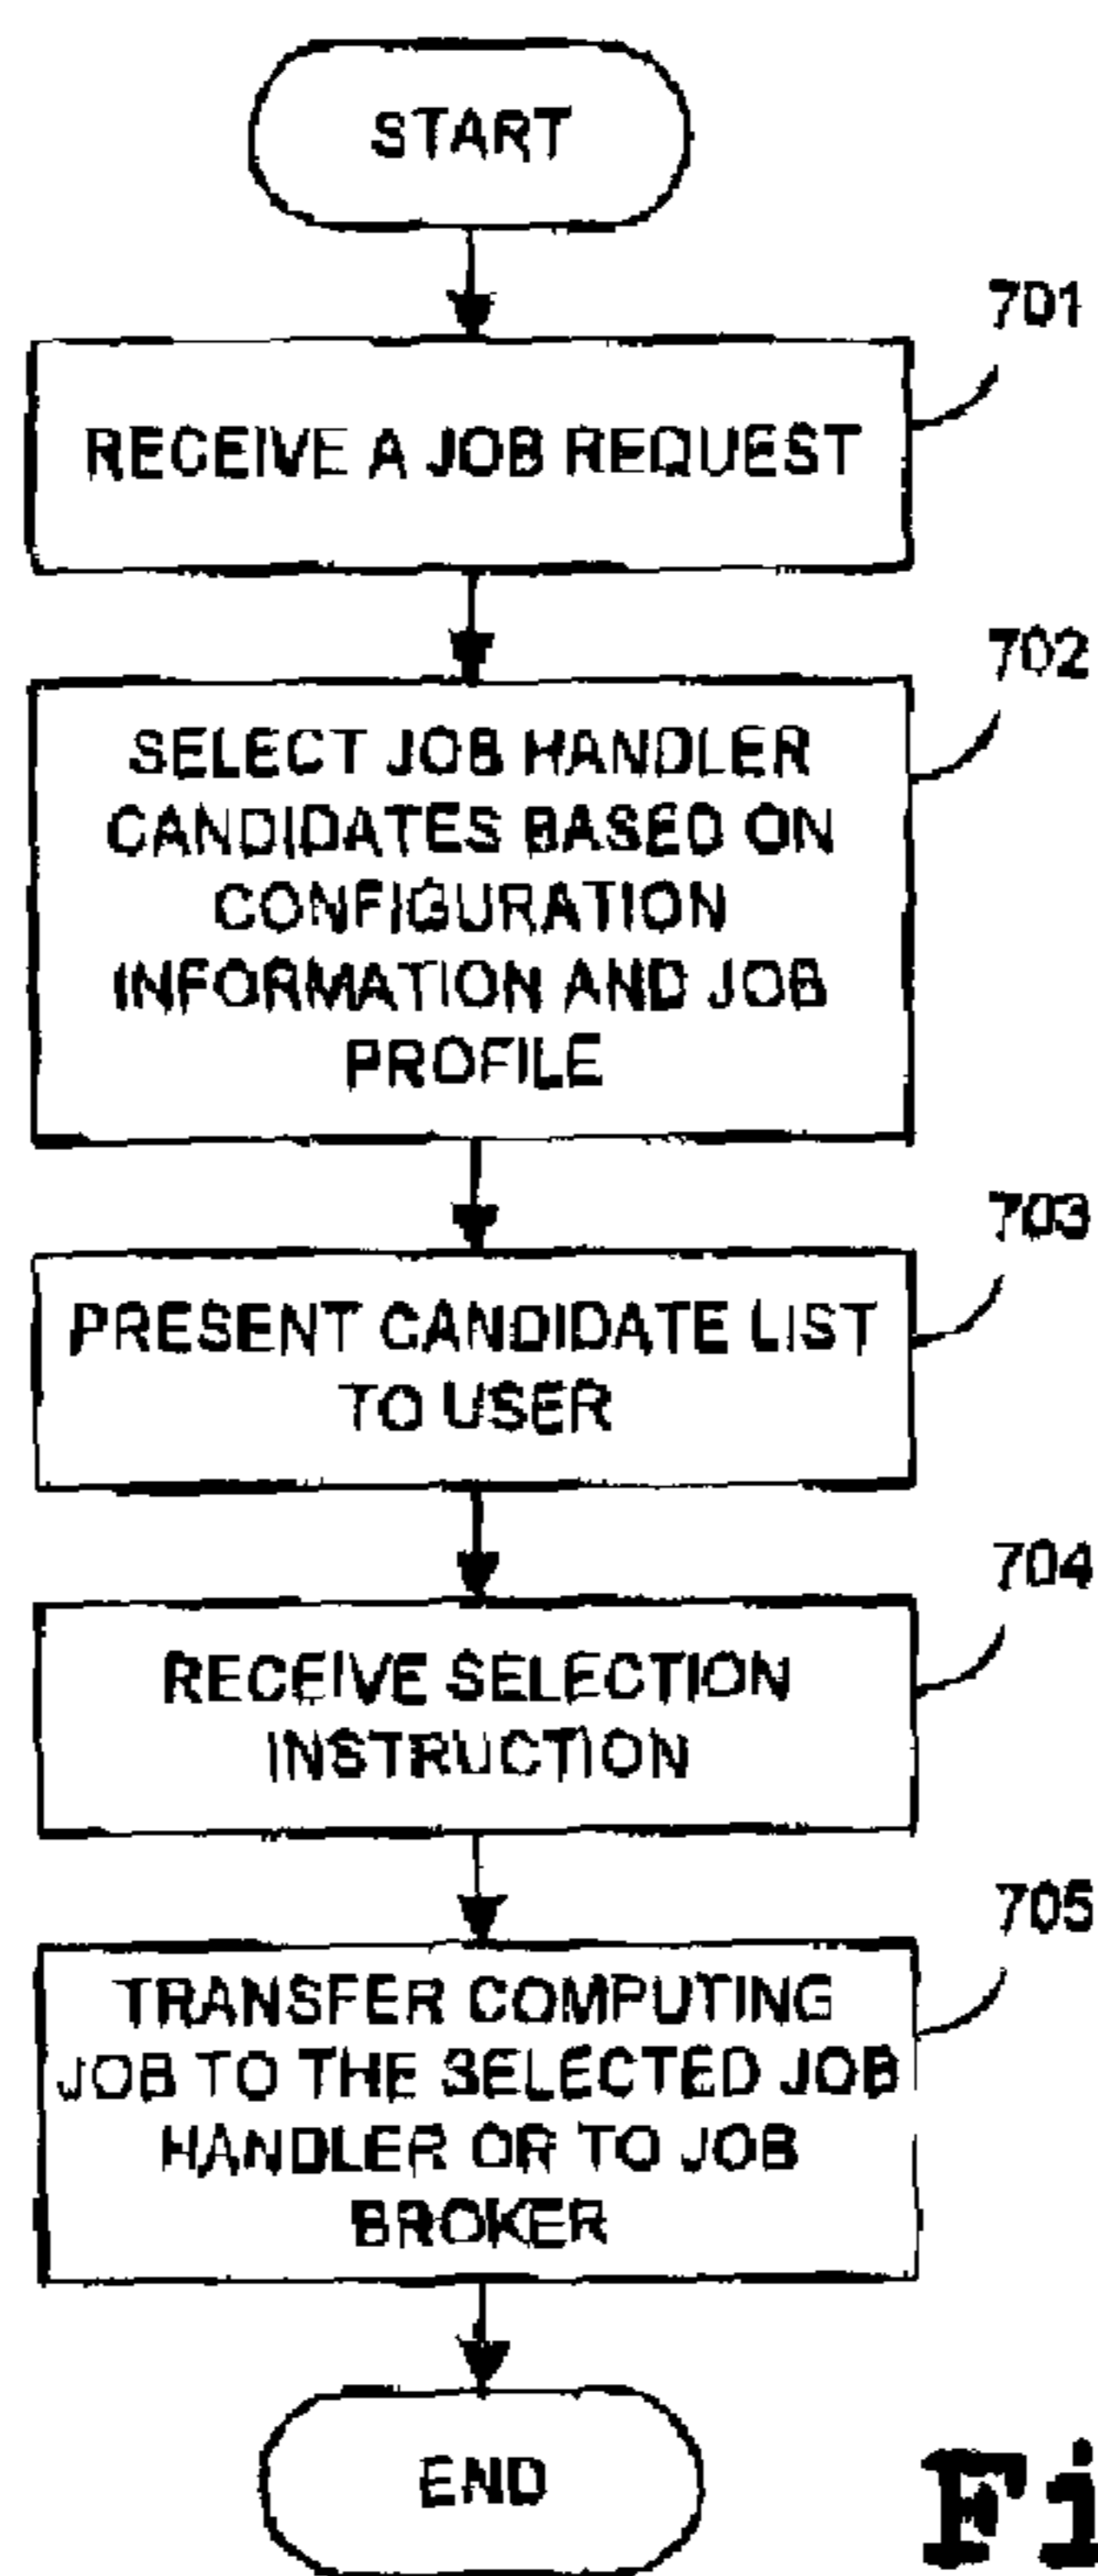 START
701
RECEIVE A JOB REQUEST
702
SELECT JOB HANDLER
CANDIDATES BASED ON
CONFIGURATION
INFORMATION AND JOB
PROFILE
703
PRESENT CANDIDATE LIST
TO USER
704
RECEIVE SELECTION
INSTRUCTION
705
TRANSFER COMPUTING
JOB TO THE SELECTED JOB
HANDLER OR TO JOB
BROKER
END
Fi